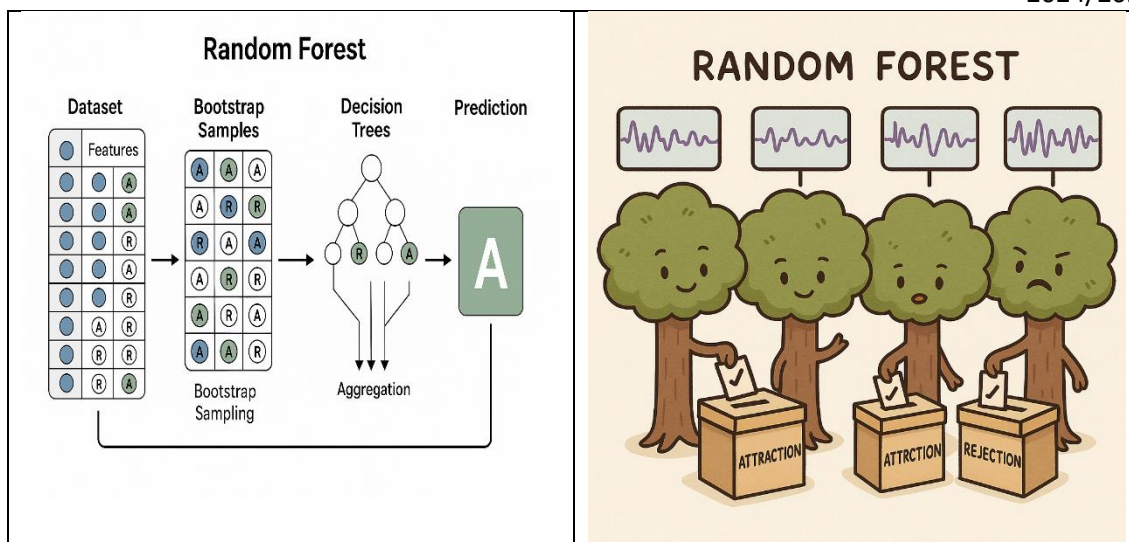 Random Forest
Dataset
Bootstrap
Samples
Decision
Trees
Prediction
Features
A
A
R
A
R
A R
R R
R A
A A A
A R R
R A A
A R R
A R A
A A R
Bootstrap
Sampling
R A
Aggregation
A
RANDOM FOREST
ATTRACTION
ATTRCTION
REJECTION